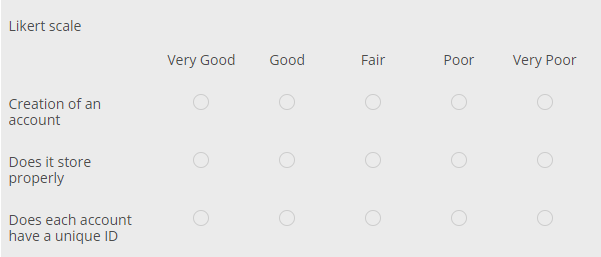 Likert scale
Very Good Good Fair Poor Very Poor
Creation of an
account
Does it store
properly
Does each account
have a unique ID